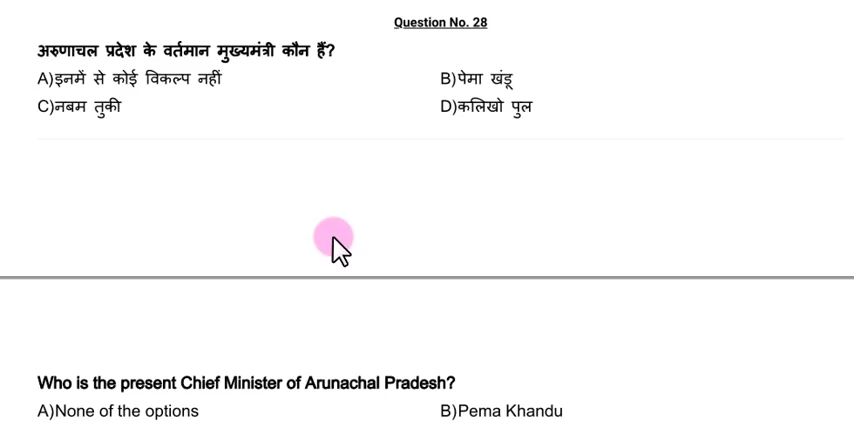 Question No. 28
अरुणाचल प्रदेश के वर्तमान मुख्यमंत्री कौन हैं?
A)इनमें से कोई विकल्प नहीं B)पेमा खंडू
C)नबम तुकी D)कलिखो पुल
Who is the present Chief Minister of Arunachal Pradesh?
A)None of the options B)Pema Khandu